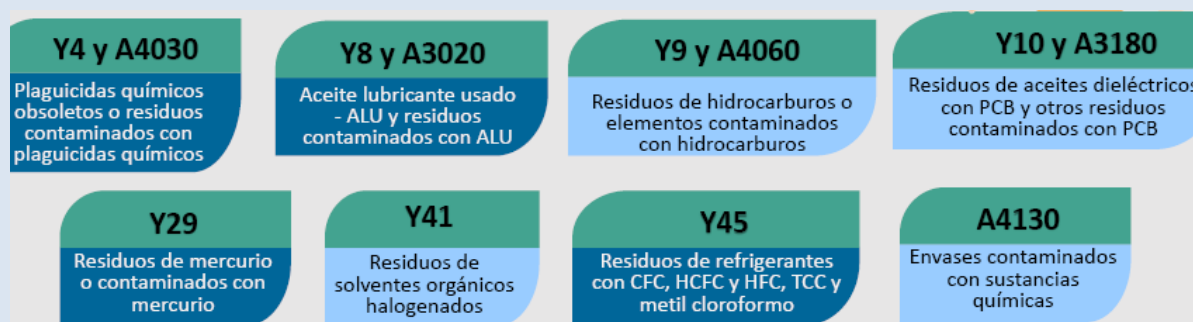 Y4 y A4030
Plaguicidas químicos
obsoletos o residuos
contaminados con
plaguicidas químicos
Y8 y A3020
Aceite lubricante usado
- ALU y residuos
contaminados con ALU
Y9 y A4060
Residuos de hidrocarburos o
elementos contaminados
con hidrocarburos
Y10 y A3180
Residuos de aceites dieléctricos
con PCB y otros residuos
contaminados con PCB
Y29
Residuos de mercurio
o contaminados con
mercurio
Y41
Residuos de
solventes orgánicos
halogenados
Y45
Residuos de refrigerantes
con CFC, HCFC y HFC, TCC y
metil cloroformo
A4130
Envases contaminados
con sustancias
químicas